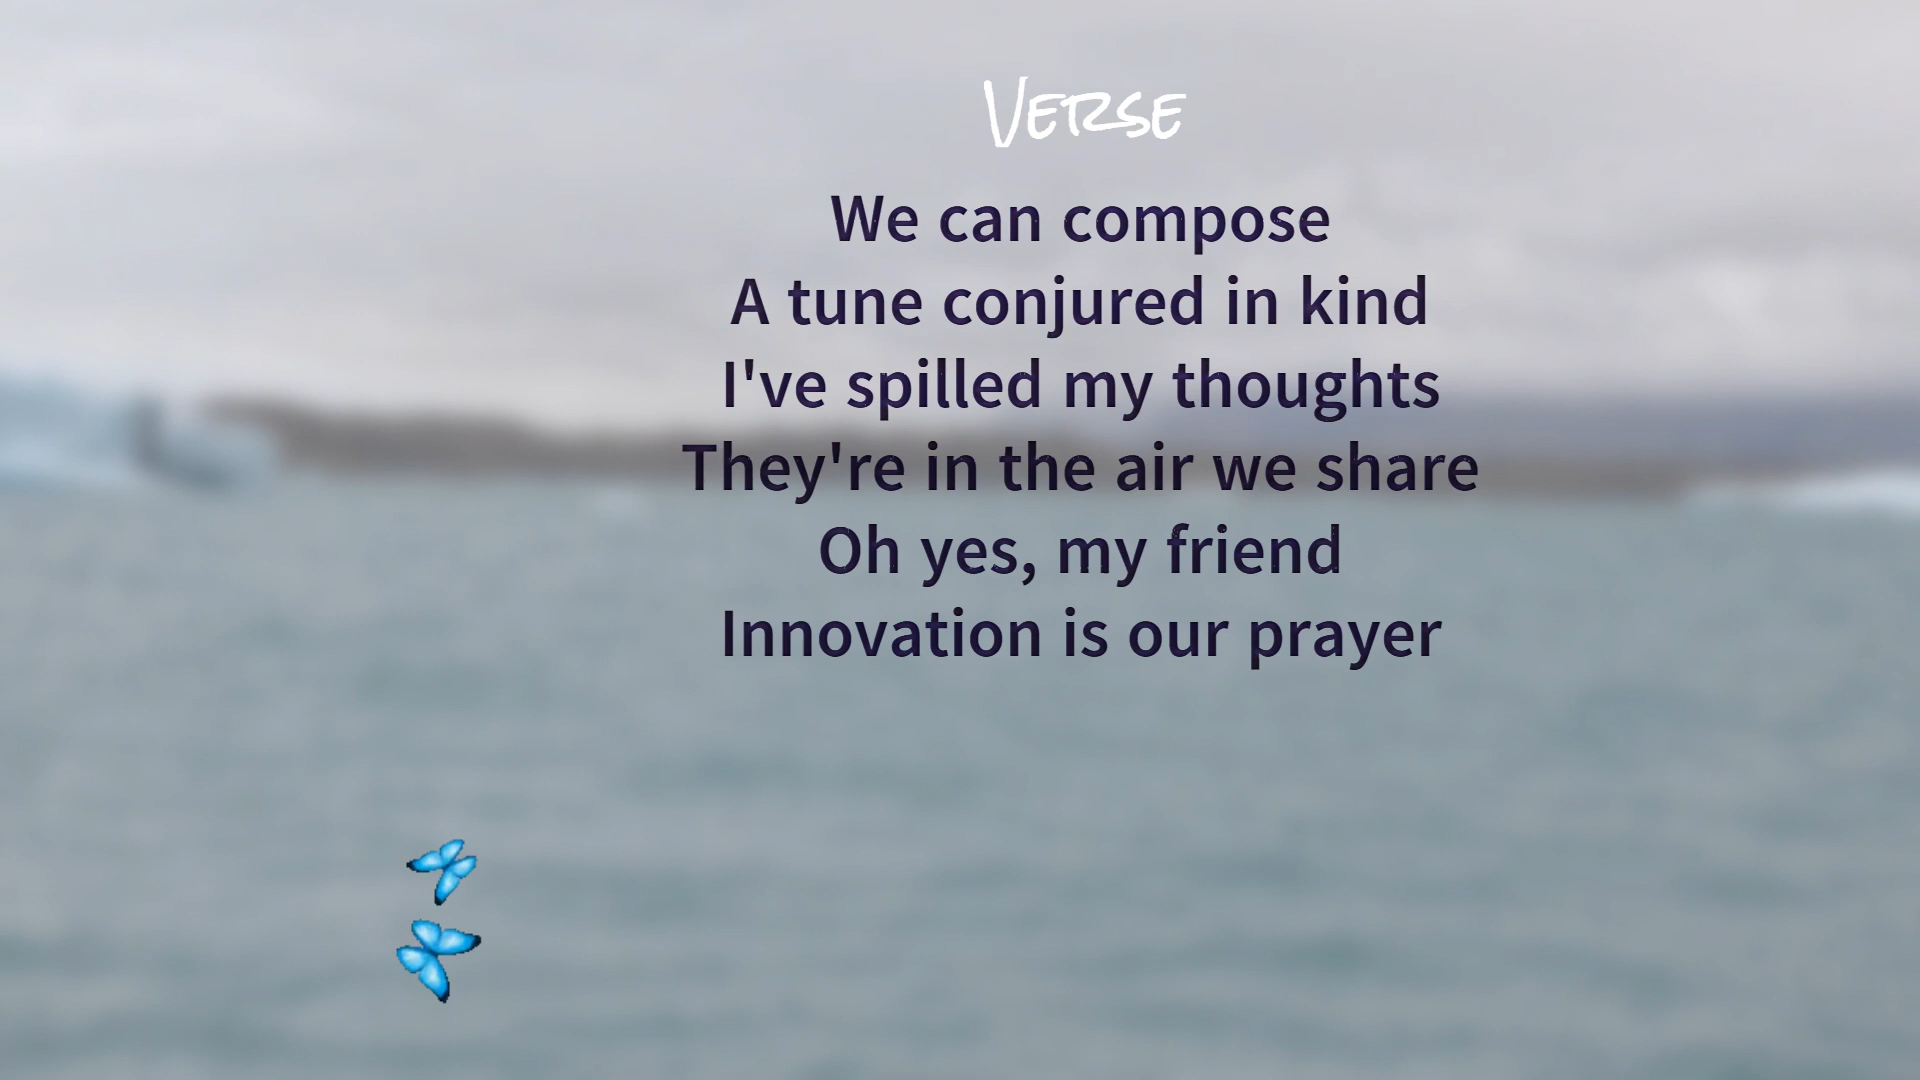 Verse
We can compose
A tune conjured in kind
I've spilled my thoughts
They're in the air we share
Oh yes, my friend
Innovation is our prayer